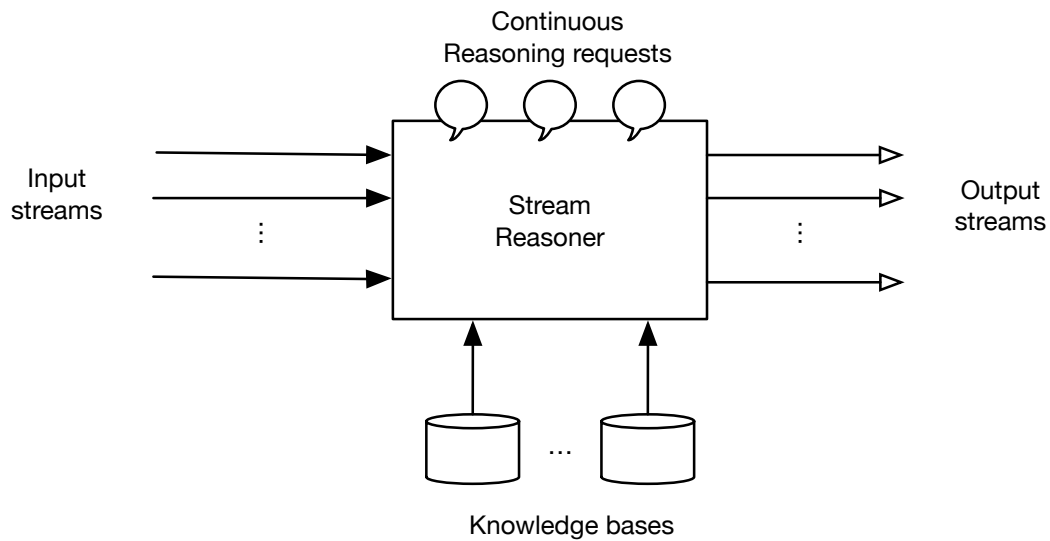 Continuous
Reasoning requests
Input
streams
⋮
Stream
Reasoner
⋮
Output
streams
...
Knowledge bases